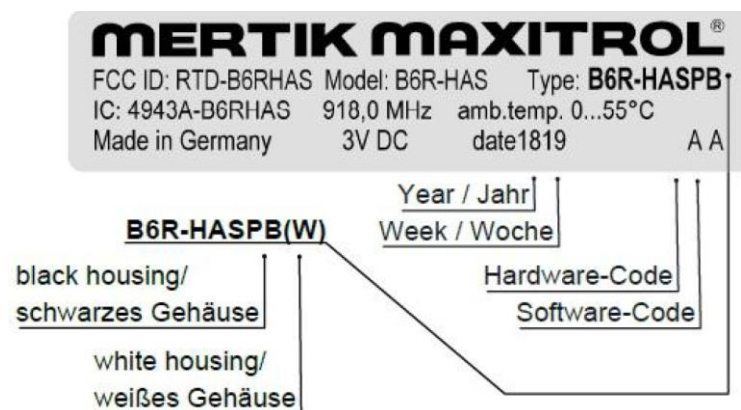 MERTIK MAXITROL®
FCC ID: RTD-B6RHAS Model: B6R-HAS Type: B6R-HASPB
IC: 4943A-B6RHAS 918,0 MHz amb.temp. 0...55°C
Made in Germany 3V DC date1819 A A
Year / Jahr
Week / Woche
B6R-HASPB(W)
black housing/
schwarzes Gehäuse
white housing/
weißes Gehäuse
Hardware-Code
Software-Code